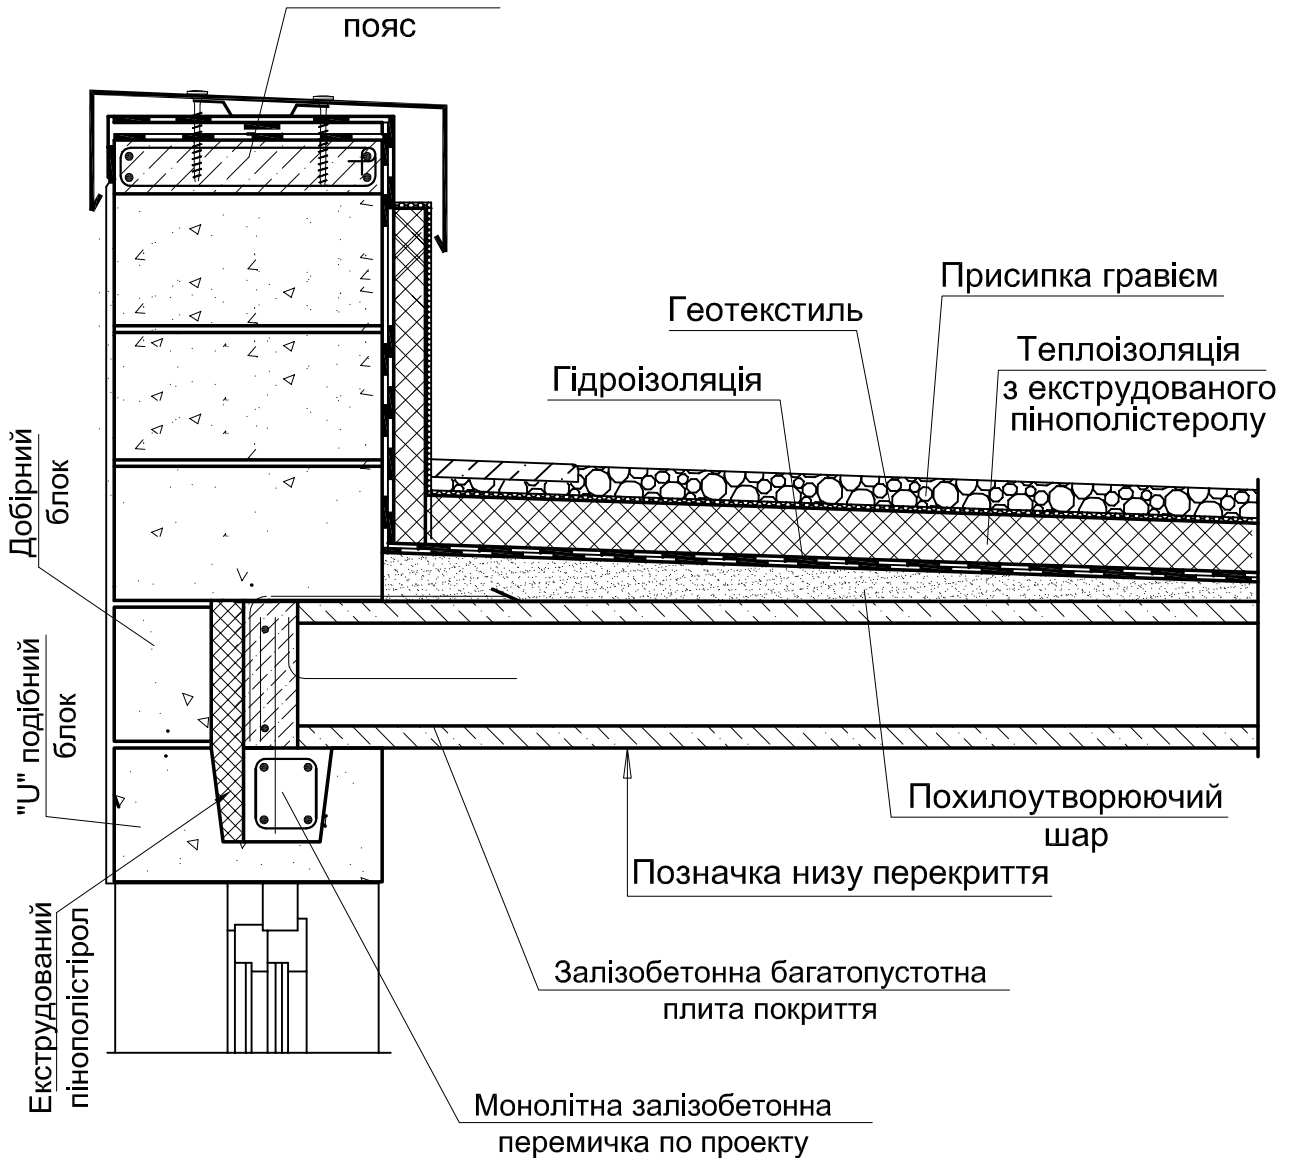 пояс
Присипка гравієм
Геотекстиль
Теплоізоляція
з екструдованого
пінополістеролу
Гідроізоляція
Добірний
блок
"U" подібний
блок
Похилоутворюючий
шар
Позначка низу перекриття
Екструдований
пінополістірол
Залізобетонна багатопустотна
плита покриття
Монолітна залізобетонна
перемичка по проекту